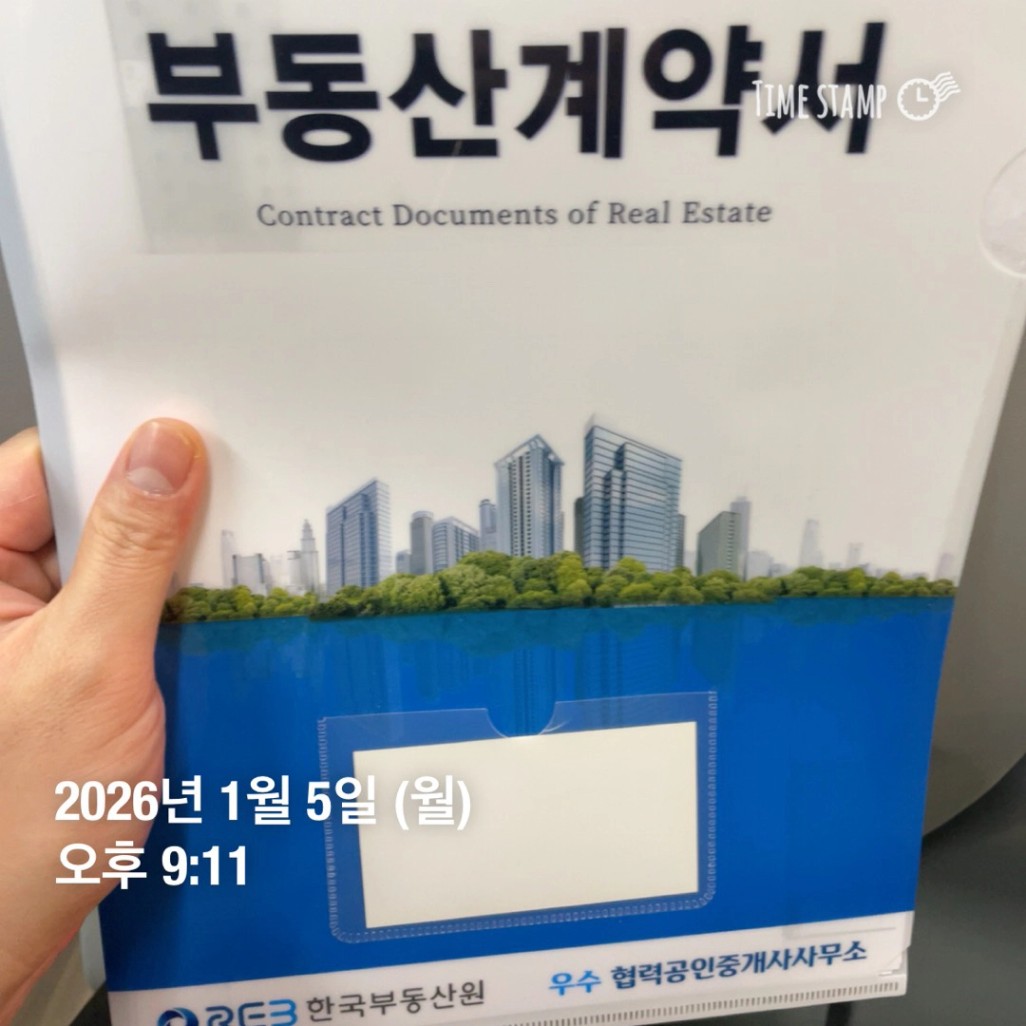 부동산계약서
TIME STAMP
Contract Documents of Real Estate
2026년 1월 5일 (월)
오후 9:11
REB 한국부동산원
우수 협력공인중개사사무소